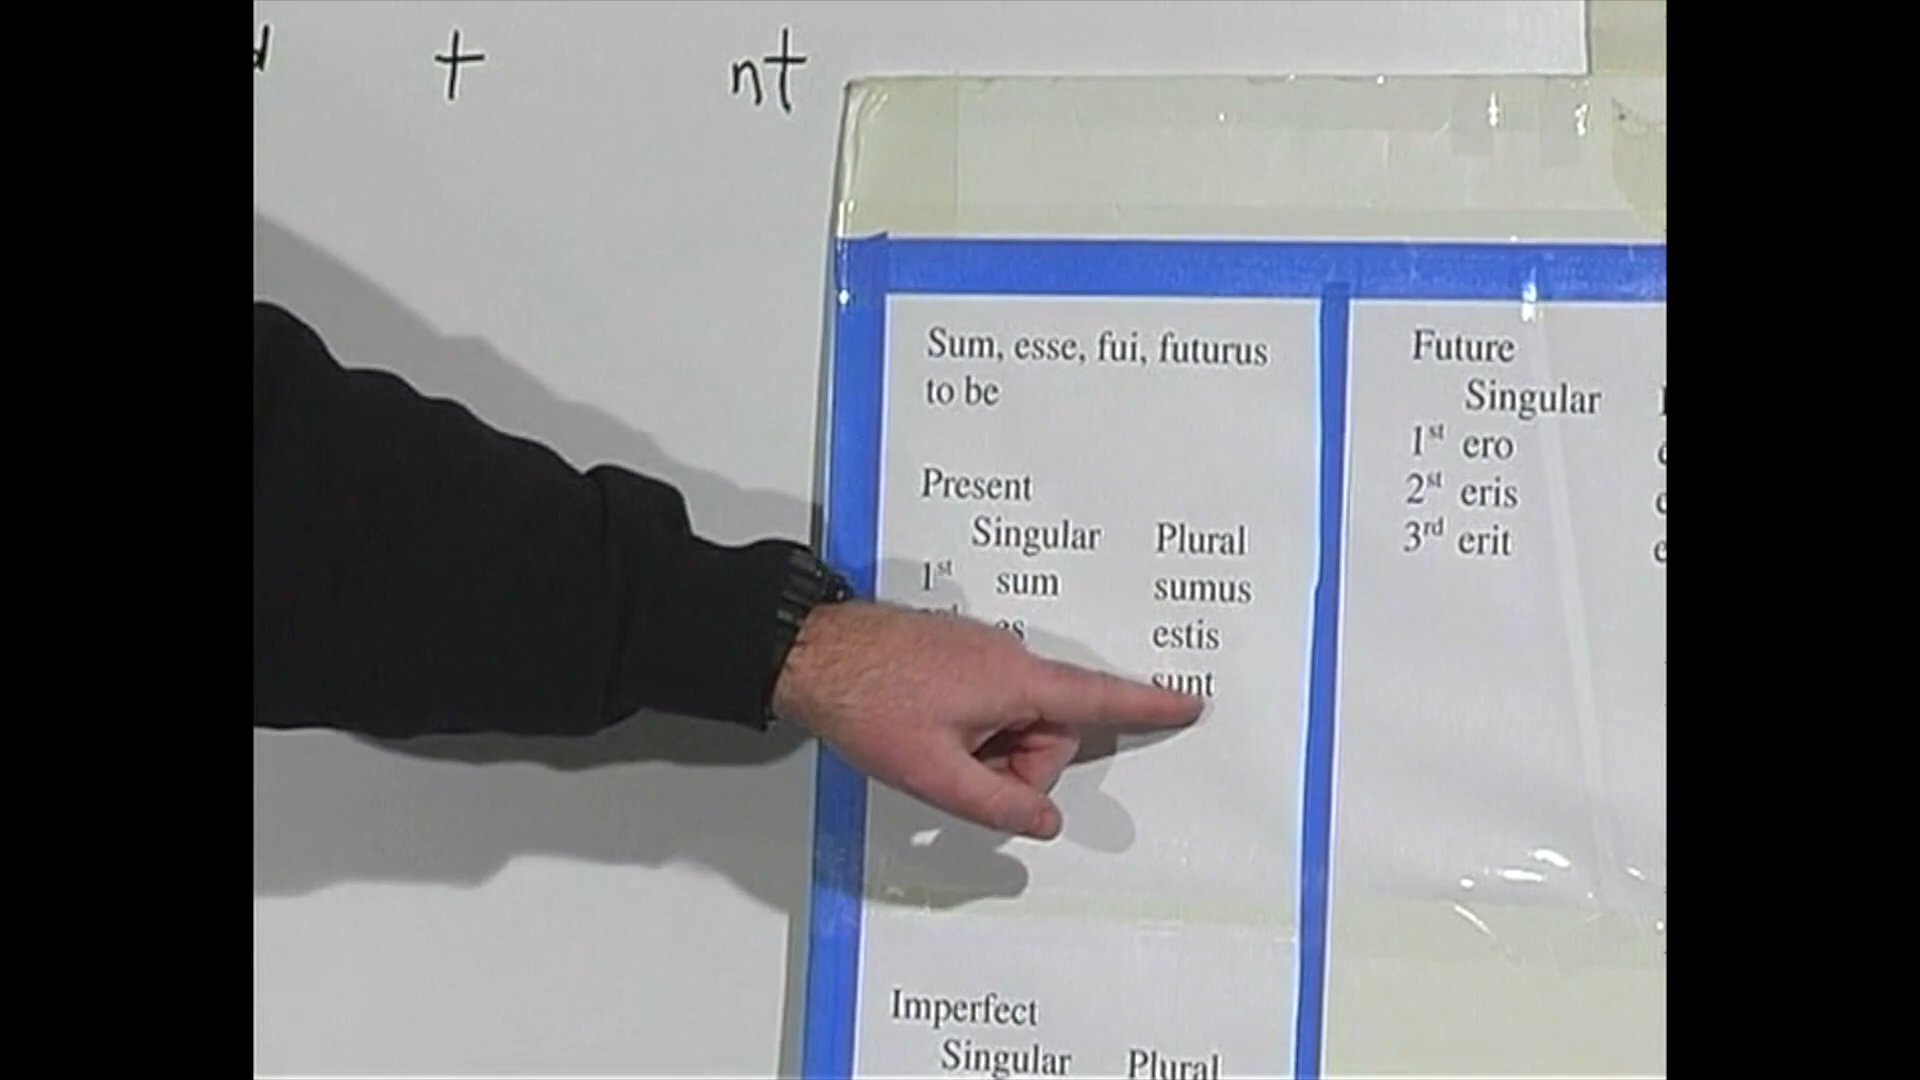 t nt
Sum, esse, fui, futurus
to be
Present
Singular Plural
1st sum sumus
es estis
sunt
Imperfect
Singular Plural
Future
Singular
1st ero
2st eris
3rd erit